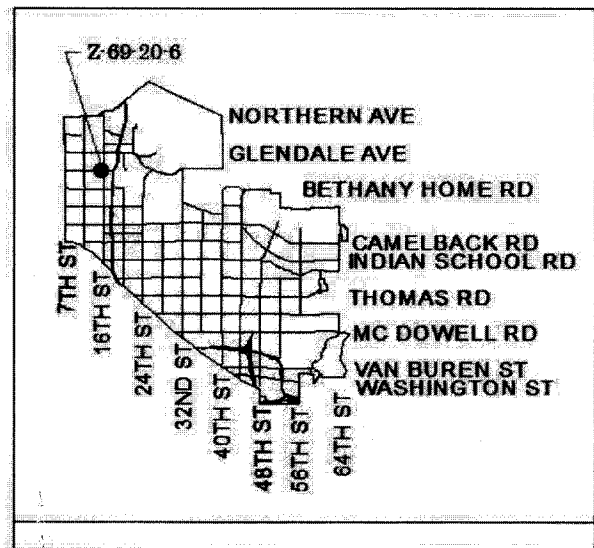 Z-69-20-6
NORTHERN AVE
GLENDALE AVE
BETHANY HOME RD
CAMELBACK RD
INDIAN SCHOOL RD
THOMAS RD
MC DOWELL RD
VAN BUREN ST
WASHINGTON ST
7TH ST
16TH ST
24TH ST
32ND ST
40TH ST
48TH ST
56TH ST
64TH ST